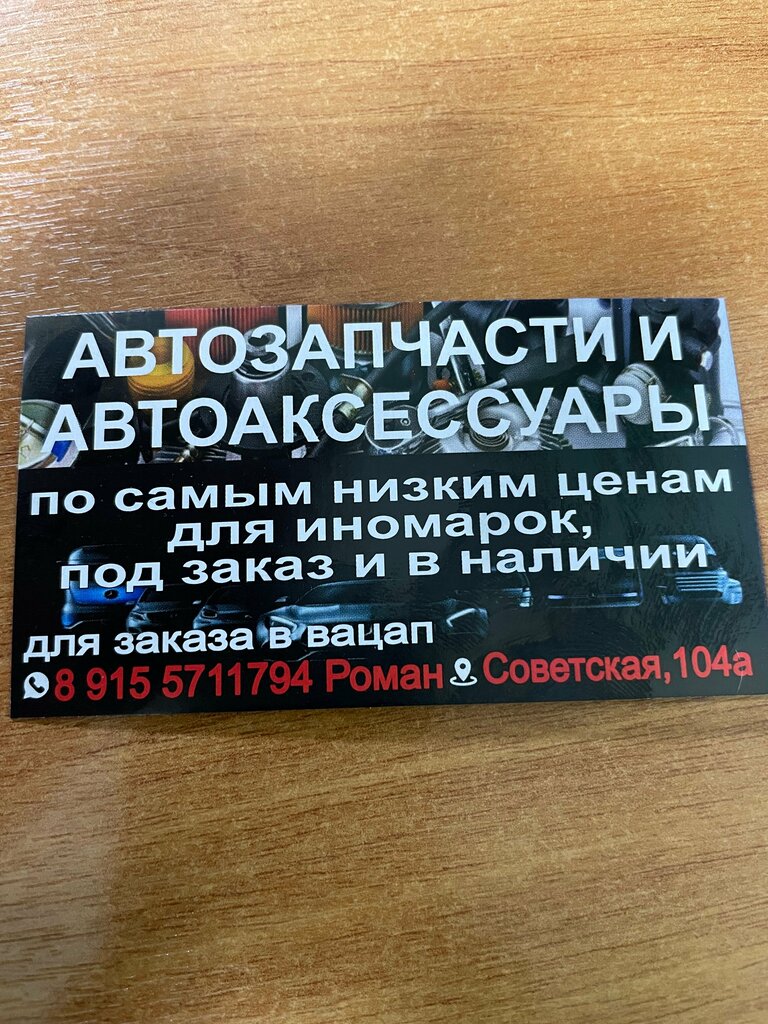 АВТОЗАПЧАСТИ И
АВТОАКСЕССУАРЫ
по самым низким ценам
для иномарок,
под заказ и в наличии
для заказа в вацап
8 915 5711794 Роман Советская,104а